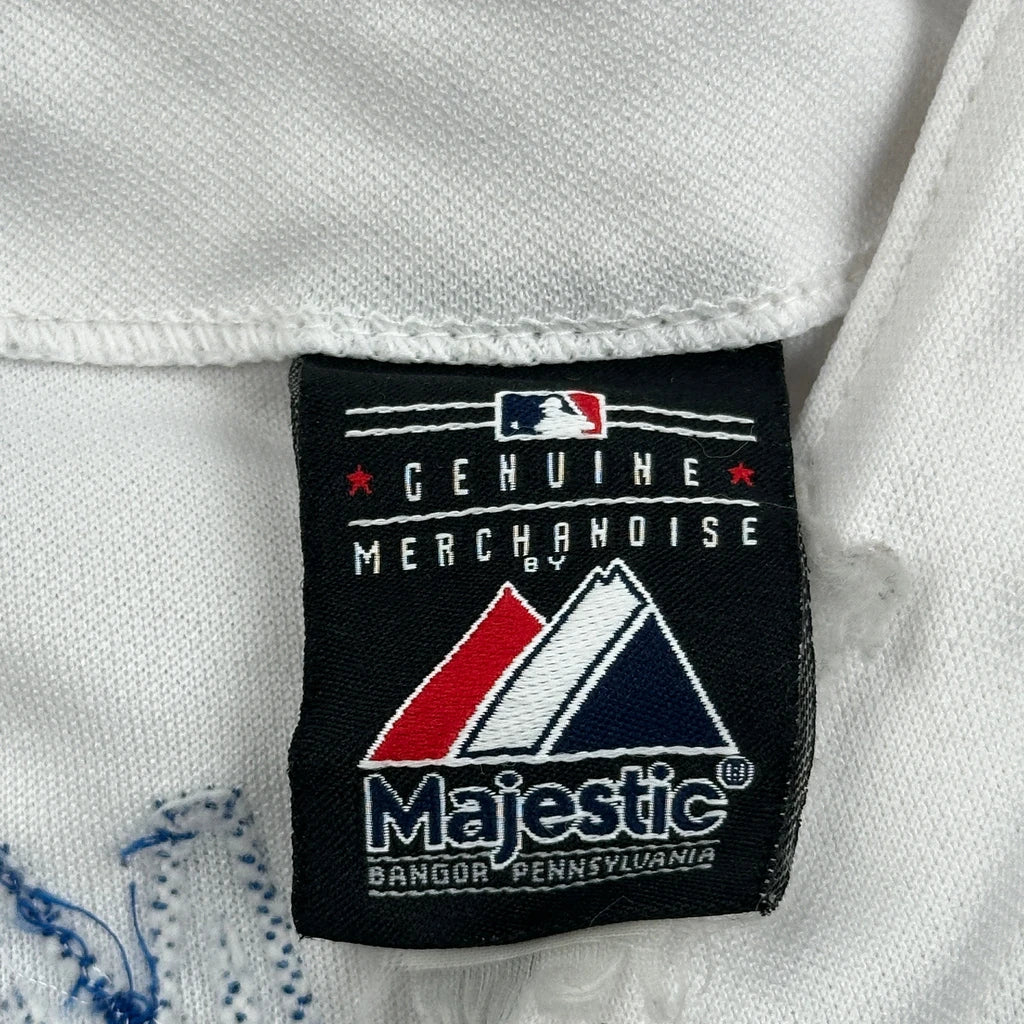 GENUINE
MERCHANDISE
BY
Majestic®
BANGOR PENNSYLVANIA